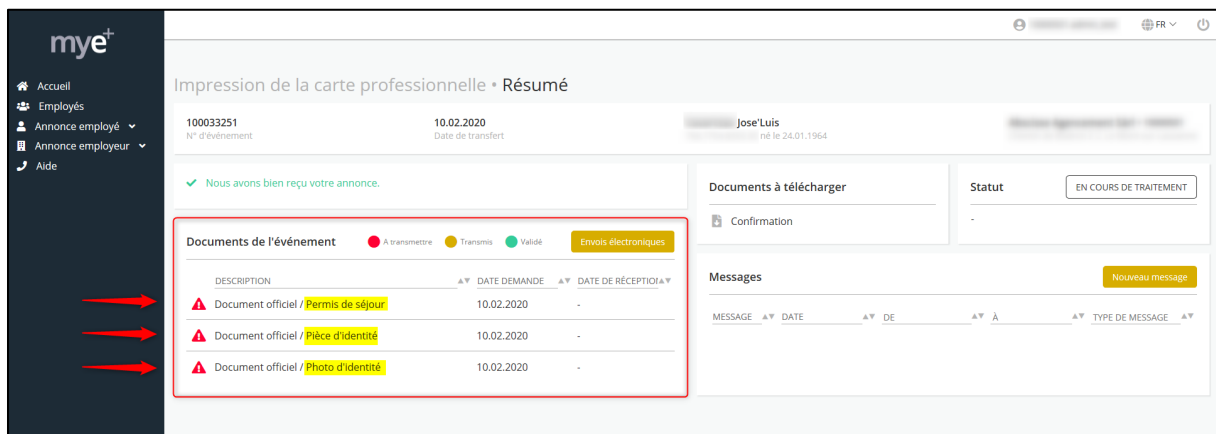 FR
mye+
Accueil
Employés
Annonce employé
Annonce employeur
Aide
Impression de la carte professionnelle • Résumé
100033251
N° d'événement
10.02.2020
Date de transfert
Jose'Luis
né le 24.01.1964
Nous avons bien reçu votre annonce.
Documents de l'événement
A transmettre
Transmis
Validé
Envois électroniques
DESCRIPTION
DATE DEMANDE
DATE DE RÉCEPTION
Document officiel / Permis de séjour 10.02.2020 -
Document officiel / Pièce d'identité 10.02.2020 -
Document officiel / Photo d'identité 10.02.2020 -
Documents à télécharger
Confirmation
Statut
EN COURS DE TRAITEMENT
-
Messages
Nouveau message
MESSAGE DATE DE À TYPE DE MESSAGE